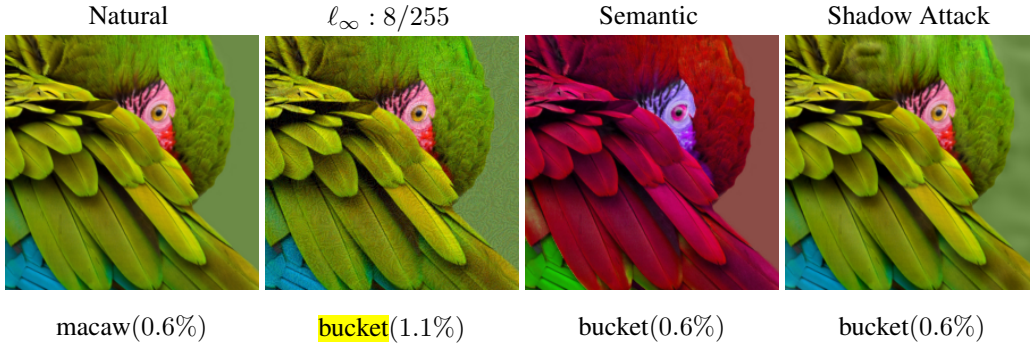 Natural
ℓ∞ : 8/255
Semantic
Shadow Attack
macaw(0.6%)
bucket(1.1%)
bucket(0.6%)
bucket(0.6%)